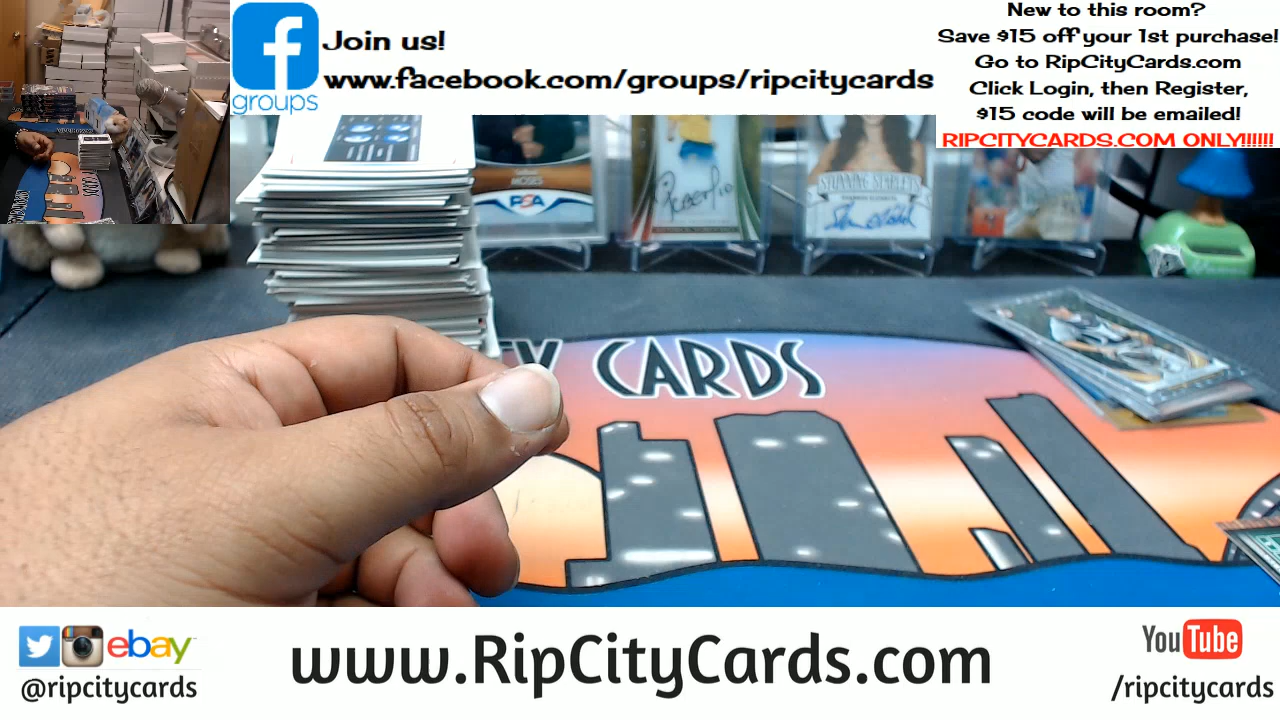 groups
Join us!
www.facebook.com/groups/ripcitycards
New to this room?
Save $15 off your 1st purchase!
Go to RipCityCards.com
Click Login, then Register,
$15 code will be emailed!
RIPCITYCARDS.COM ONLY!!!!!!
MOSES
PSA
STUNNING STARLETS
CARDS
ebay
@ripcitycards
www.RipCityCards.com
YouTube
/ripcitycards